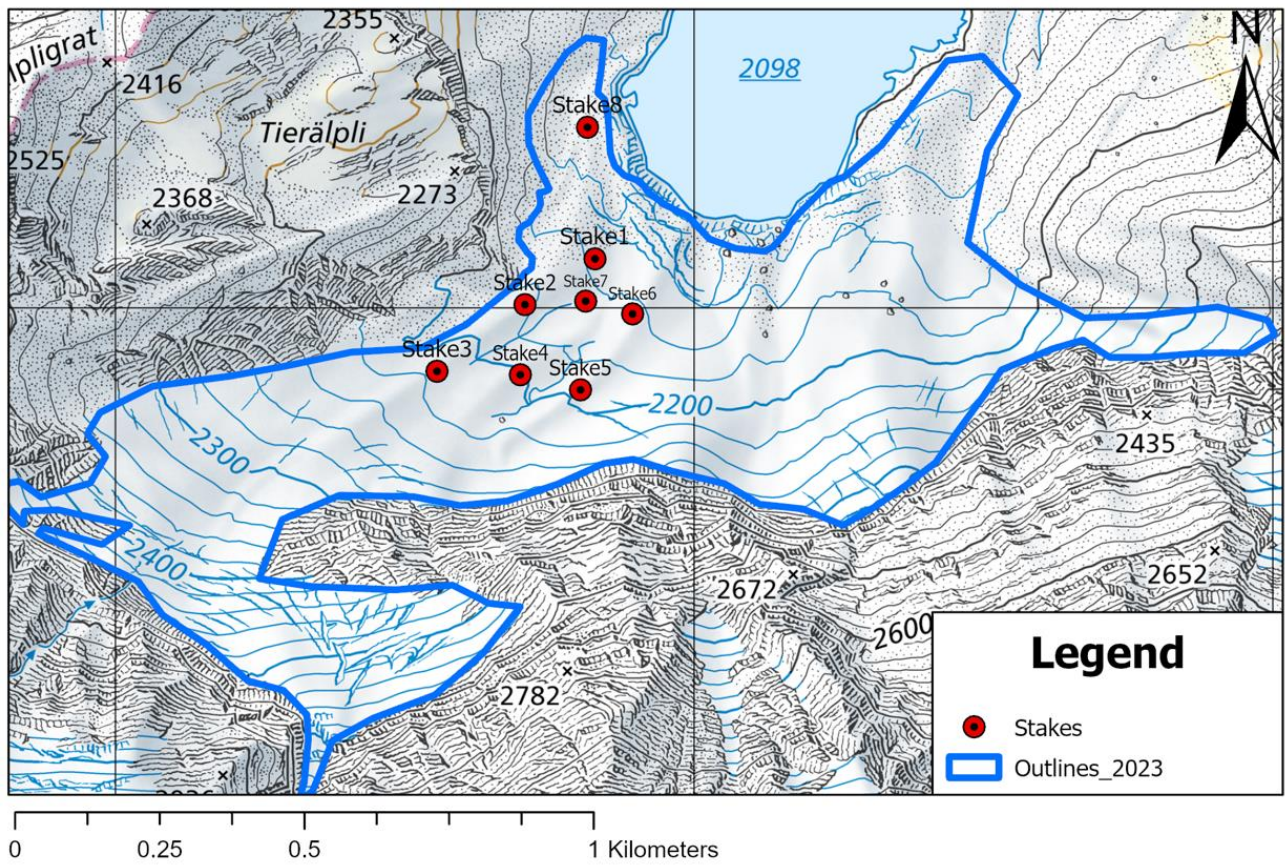 2355
lpligrat
2416
2098
N
Stake8
Tierälpli
2525
2273
2368
Stake1
Stake2
Stake7
Stake6
Stake3
Stake4
Stake5
2200
2300
2435
2400
2672
2652
2600
2782
Legend
Stakes
Outlines_2023
0 0.25 0.5 1 Kilometers